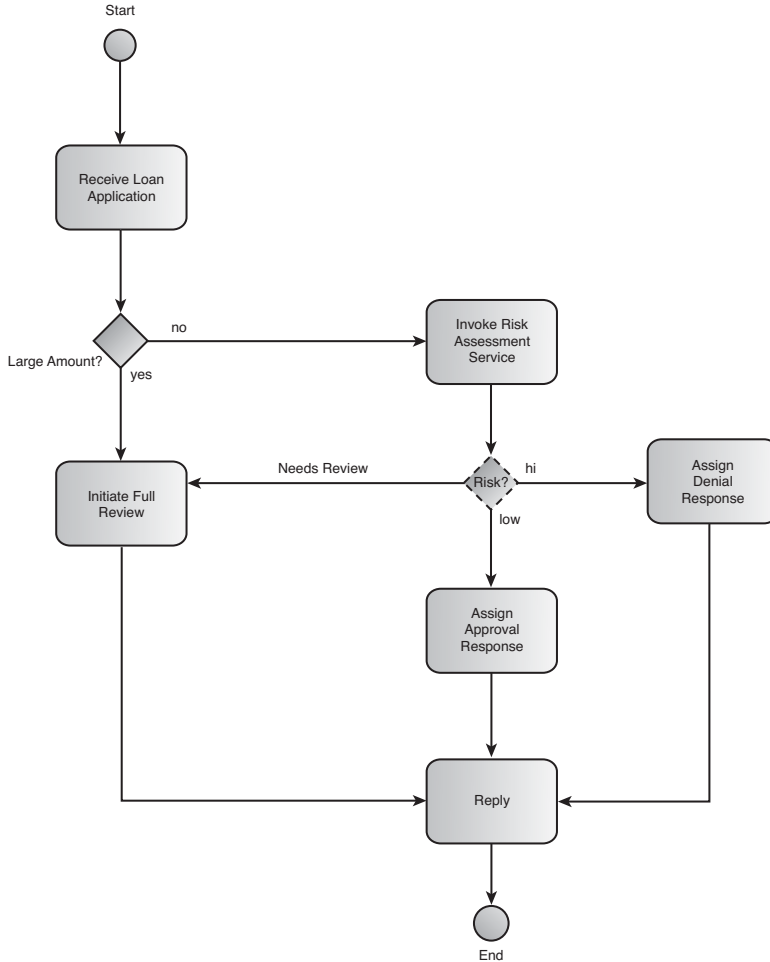 Start
Receive Loan
Application
no
Large Amount?
yes
Invoke Risk
Assessment
Service
Needs Review
Risk?
hi
low
Initiate Full
Review
Assign
Denial
Response
Assign
Approval
Response
Reply
End